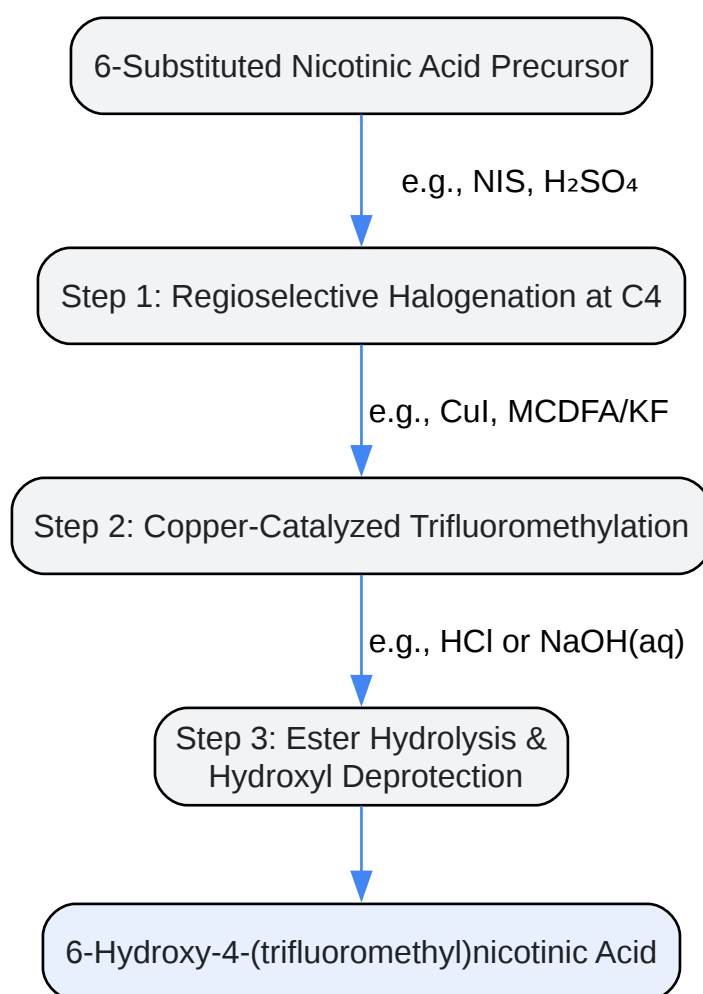 6-Substituted Nicotinic Acid Precursor
e.g., NIS, H₂SO₄
Step 1: Regioselective Halogenation at C4
e.g., CuI, MCDFA/KF
Step 2: Copper-Catalyzed Trifluoromethylation
e.g., HCl or NaOH(aq)
Step 3: Ester Hydrolysis &
Hydroxyl Deprotection
6-Hydroxy-4-(trifluoromethyl)nicotinic Acid